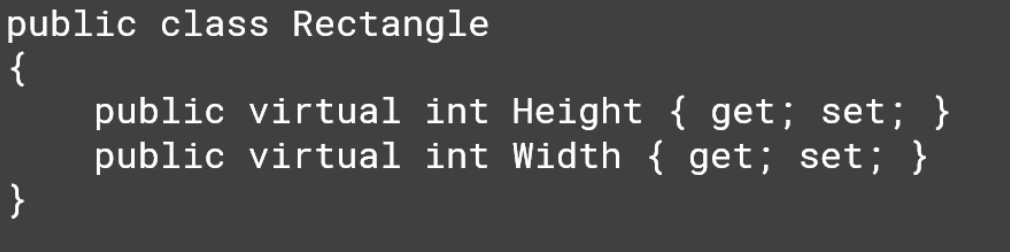 public class Rectangle
{
    public virtual int Height { get; set; }
    public virtual int Width { get; set; }
}